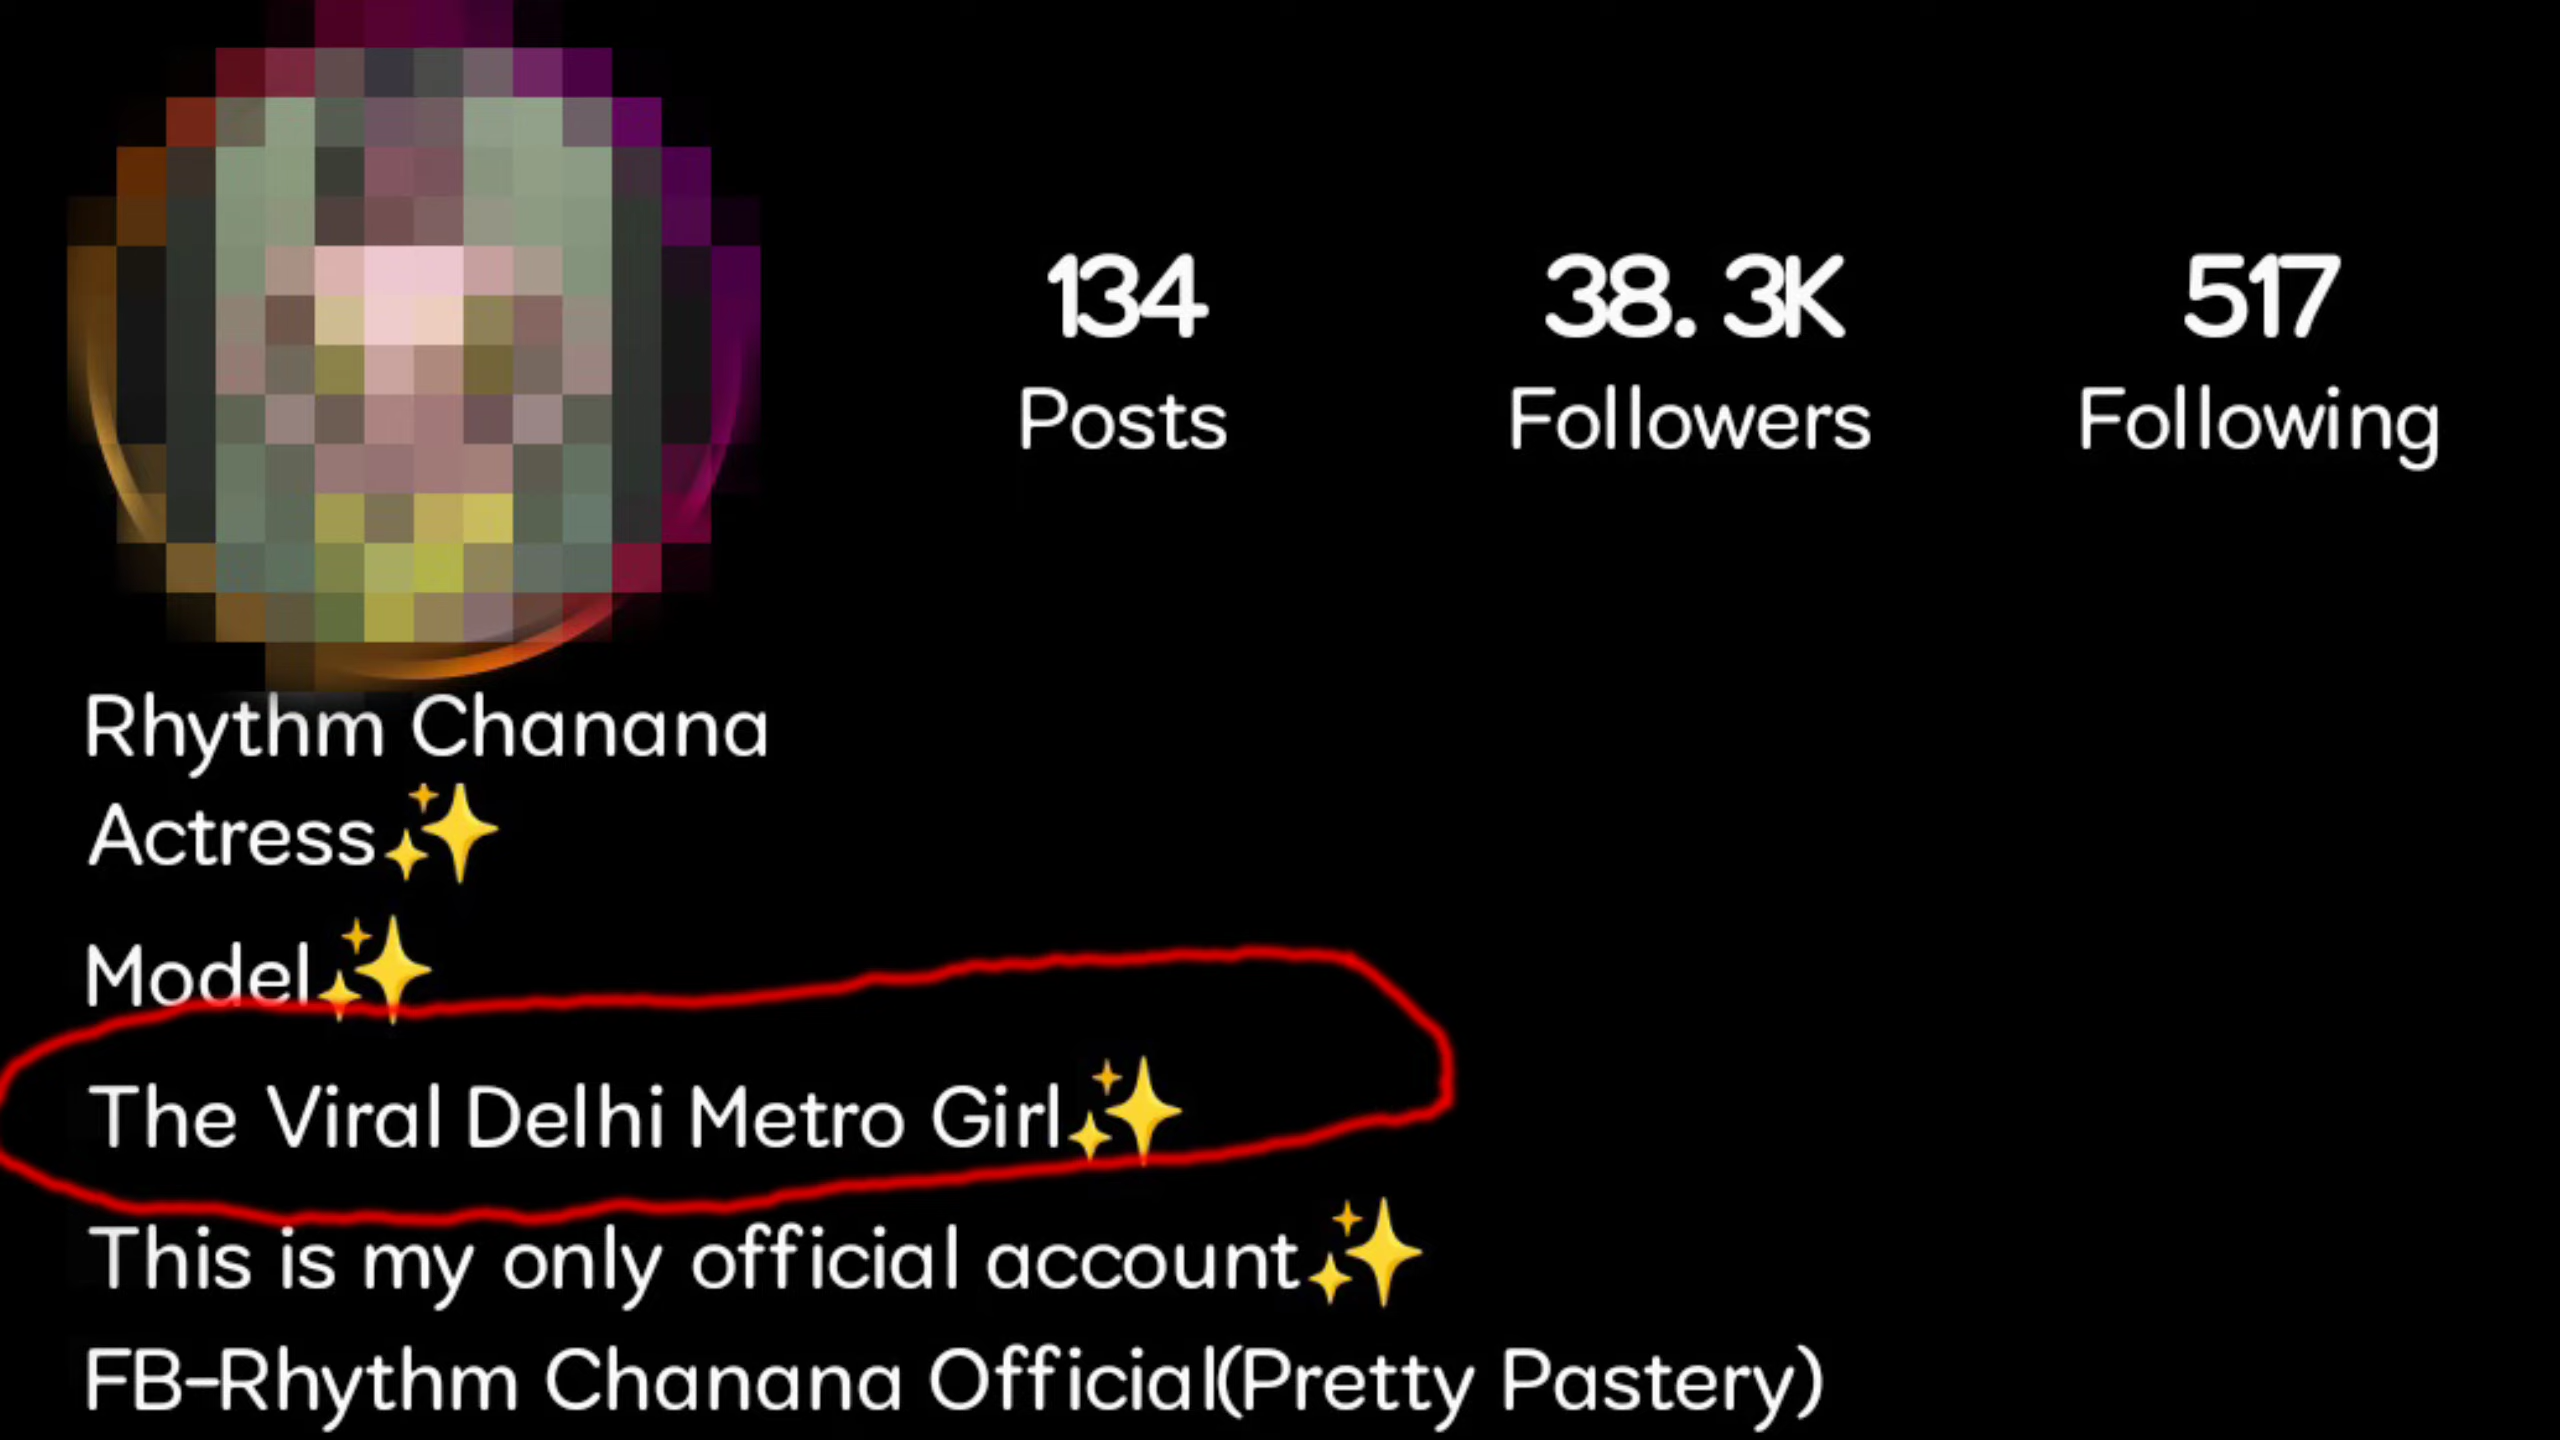 134 38.3K 517
Posts Followers Following
Rhythm Chanana
Actress✨
Model✨
The Viral Delhi Metro Girl✨
This is my only official account✨
FB-Rhythm Chanana Official(Pretty Pastery)